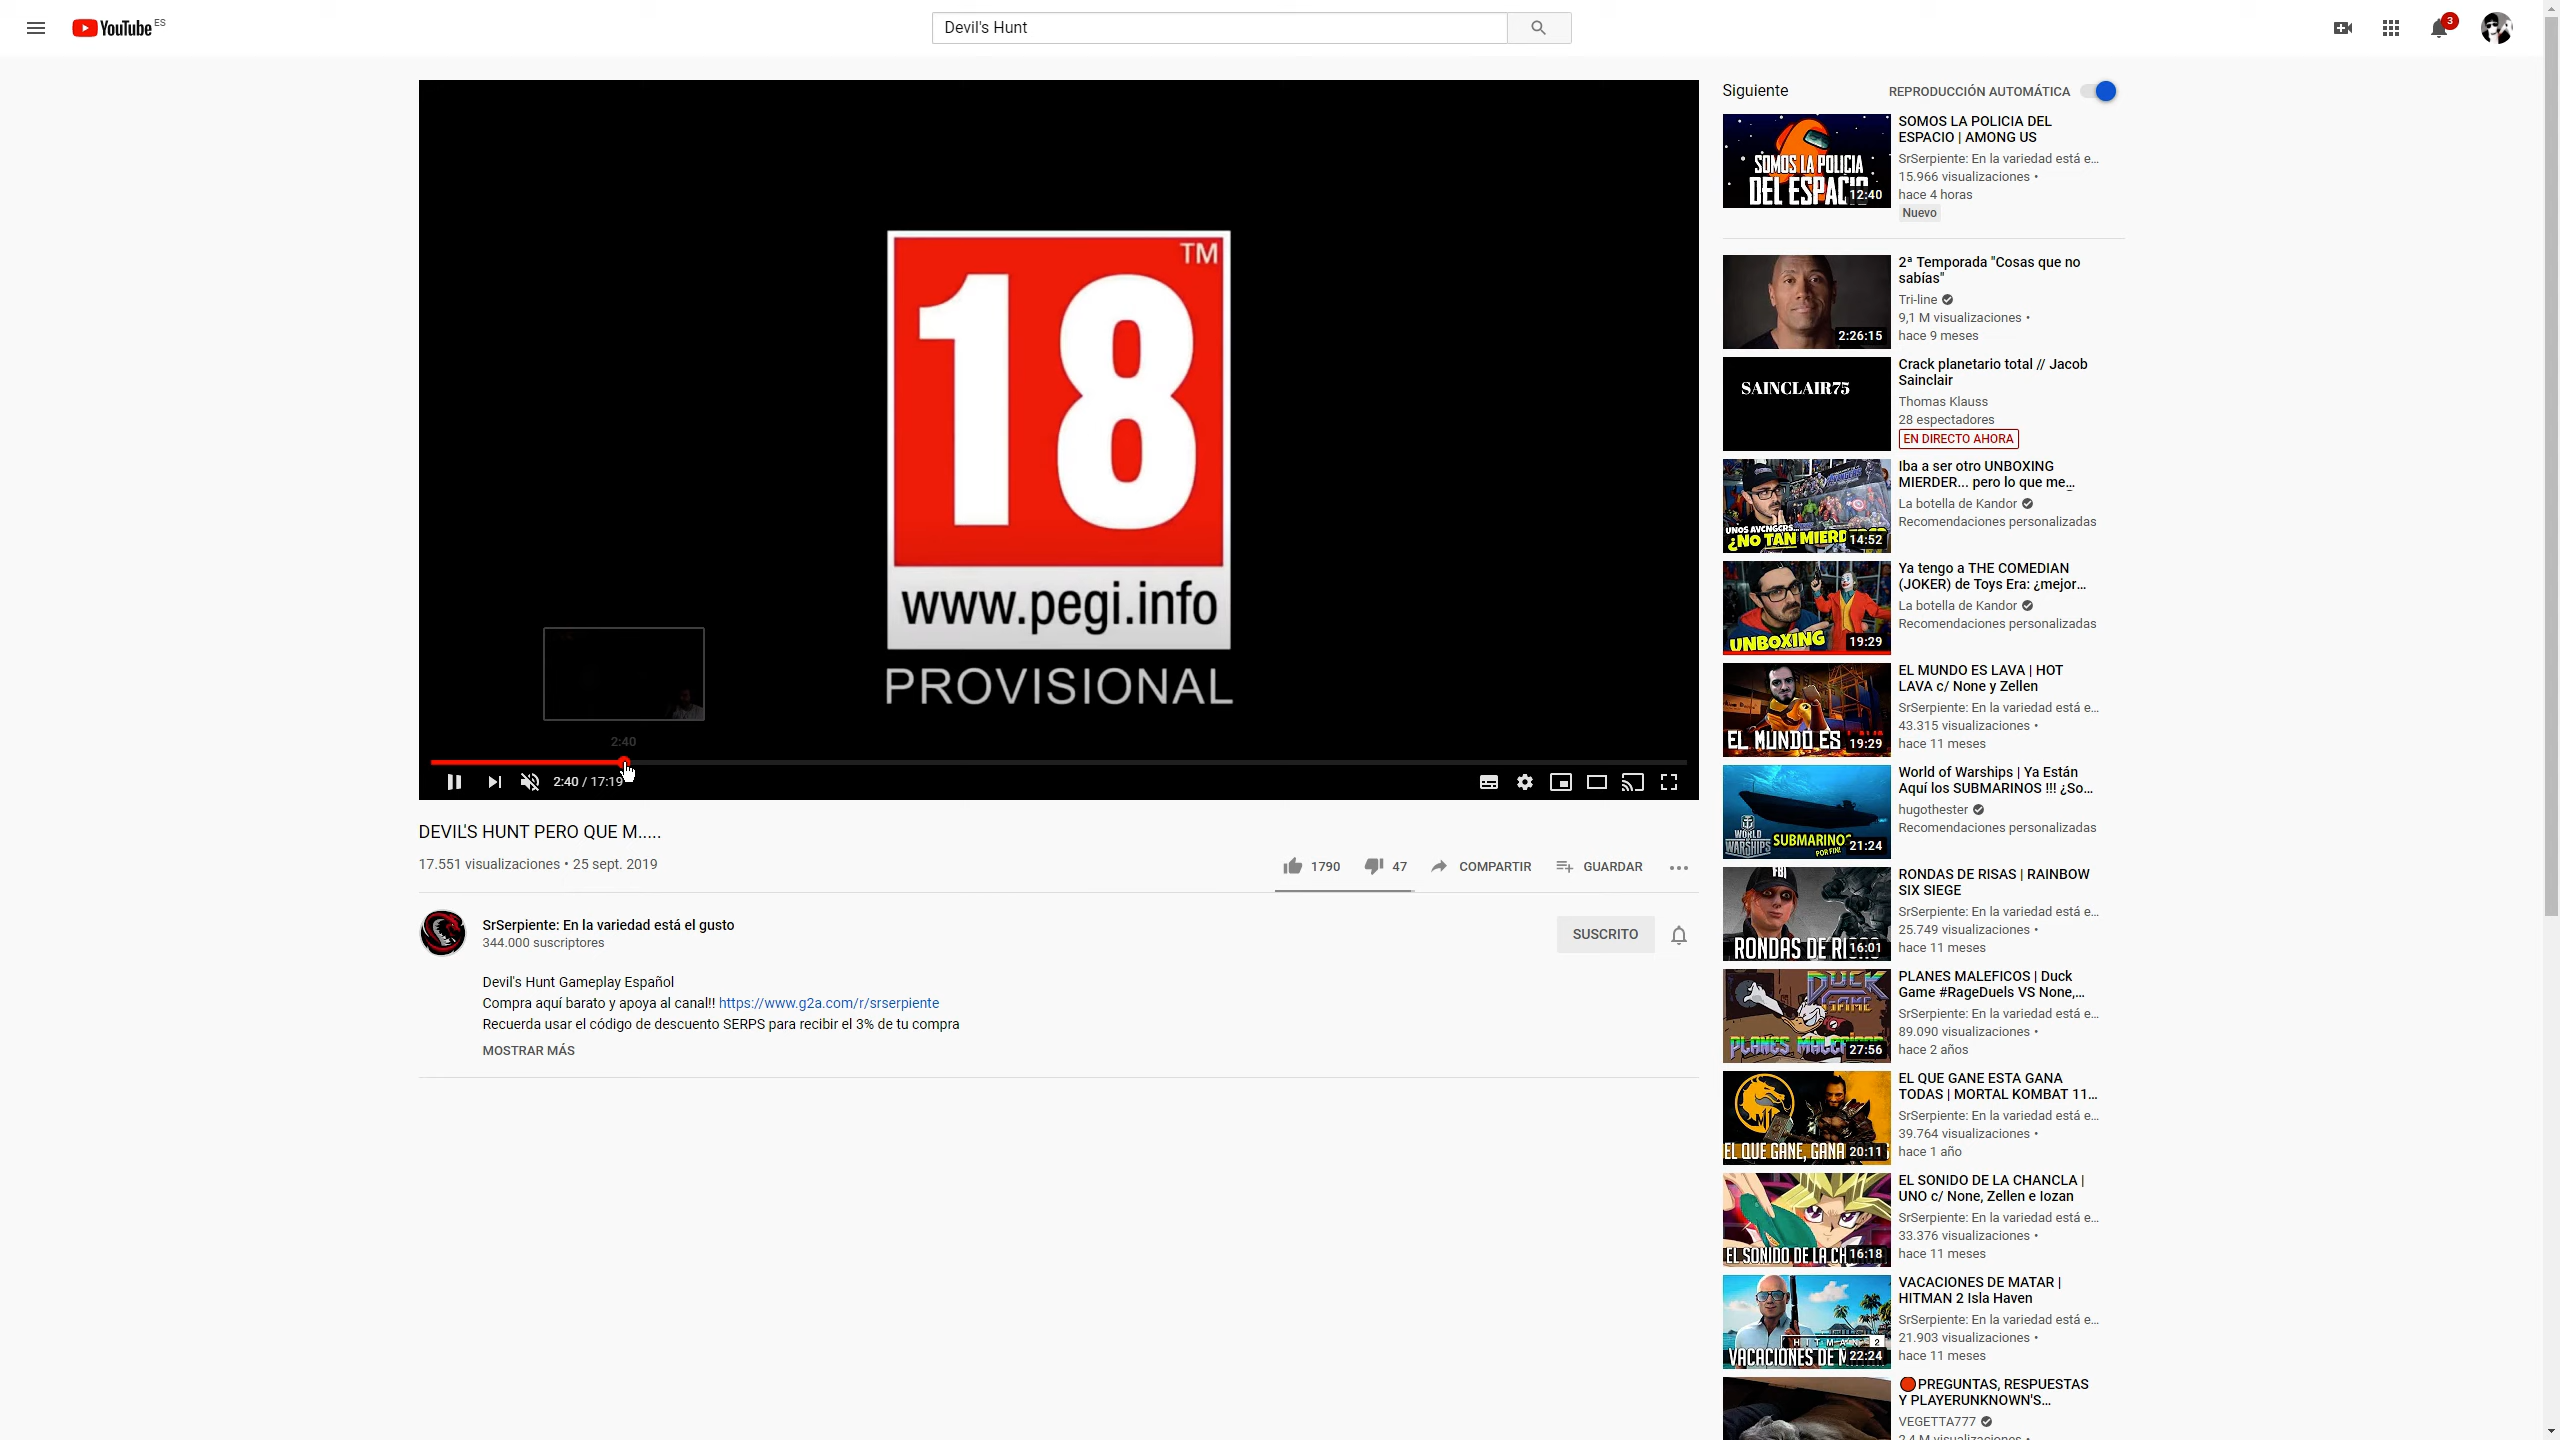 YouTube ES
Devil's Hunt
3
TM
18
www.pegi.info
PROVISIONAL
2:40
2:40 / 17:19
DEVIL'S HUNT PERO QUE M.....
17.551 visualizaciones • 25 sept. 2019
1790
47
COMPARTIR
GUARDAR
SrSerpiente: En la variedad está el gusto
344.000 suscriptores
SUSCRITO
Devil's Hunt Gameplay Español
Compra aquí barato y apoya al canal!! https://www.g2a.com/r/srserpiente
Recuerda usar el código de descuento SERPS para recibir el 3% de tu compra
MOSTRAR MÁS
Siguiente
REPRODUCCIÓN AUTOMÁTICA
SOMOS LA POLICIA
DEL ESPACIO
12:40
SOMOS LA POLICIA DEL
ESPACIO | AMONG US
SrSerpiente: En la variedad está e...
15.966 visualizaciones •
hace 4 horas
Nuevo
2:26:15
2ª Temporada "Cosas que no
sabías"
Tri-line
9,1 M visualizaciones •
hace 9 meses
SAINCLAIR75
Crack planetario total // Jacob
Sainclair
Thomas Klauss
28 espectadores
EN DIRECTO AHORA
UNOS AVENGERS...
¿NO TAN MIERD
14:52
Iba a ser otro UNBOXING
MIERDER... pero lo que me...
La botella de Kandor
Recomendaciones personalizadas
UNBOXING
19:29
Ya tengo a THE COMEDIAN
(JOKER) de Toys Era: ¿mejor...
La botella de Kandor
Recomendaciones personalizadas
EL MUNDO ES LAVA
19:29
EL MUNDO ES LAVA | HOT
LAVA c/ None y Zellen
SrSerpiente: En la variedad está e...
43.315 visualizaciones •
hace 11 meses
WORLD OF
WARSHIPS
SUBMARINOS
POR FIN!
21:24
World of Warships | Ya Están
Aquí los SUBMARINOS !!! ¿So...
hugothester
Recomendaciones personalizadas
FBI
RONDAS DE RISAS
16:01
RONDAS DE RISAS | RAINBOW
SIX SIEGE
SrSerpiente: En la variedad está e...
25.749 visualizaciones •
hace 11 meses
DUCK
GAME
PLANES MALEFICOS
27:56
PLANES MALEFICOS | Duck
Game #RageDuels VS None,...
SrSerpiente: En la variedad está e...
89.090 visualizaciones •
hace 2 años
EL QUE GANE, GANA
20:11
EL QUE GANE ESTA GANA
TODAS | MORTAL KOMBAT 11...
SrSerpiente: En la variedad está e...
39.764 visualizaciones •
hace 1 año
EL SONIDO DE LA CH
16:18
EL SONIDO DE LA CHANCLA |
UNO c/ None, Zellen e Iozan
SrSerpiente: En la variedad está e...
33.376 visualizaciones •
hace 11 meses
HITMAN 2
VACACIONES DE M
22:24
VACACIONES DE MATAR |
HITMAN 2 Isla Haven
SrSerpiente: En la variedad está e...
21.903 visualizaciones •
hace 11 meses
PREGUNTAS, RESPUESTAS
Y PLAYERUNKNOWN'S...
VEGETTA777
2,4 M visualizaciones •